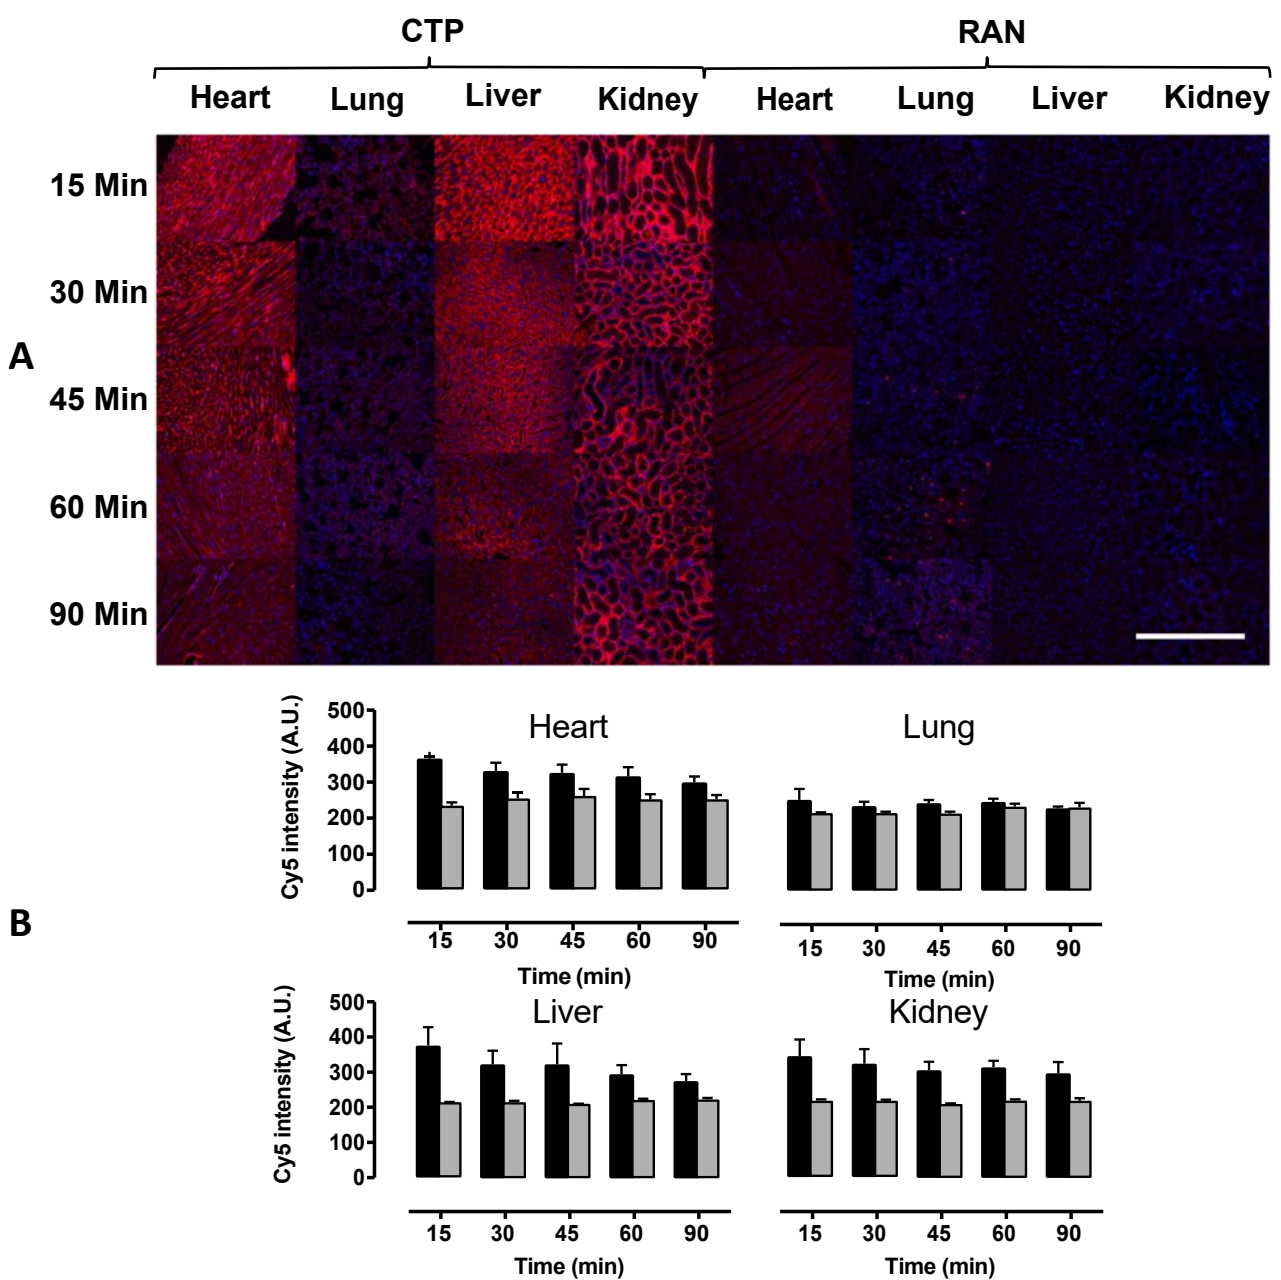 CTP RAN
Heart Lung Liver Kidney Heart Lung Liver Kidney
15 Min
30 Min
A
45 Min
60 Min
90 Min
B
Heart
Cy5 intensity (A.U.)
500
400
300
200
100
0
15 30 45 60 90
Time (min)
Lung
15 30 45 60 90
Time (min)
Liver
Cy5 intensity (A.U.)
500
400
300
200
100
0
15 30 45 60 90
Time (min)
Kidney
15 30 45 60 90
Time (min)